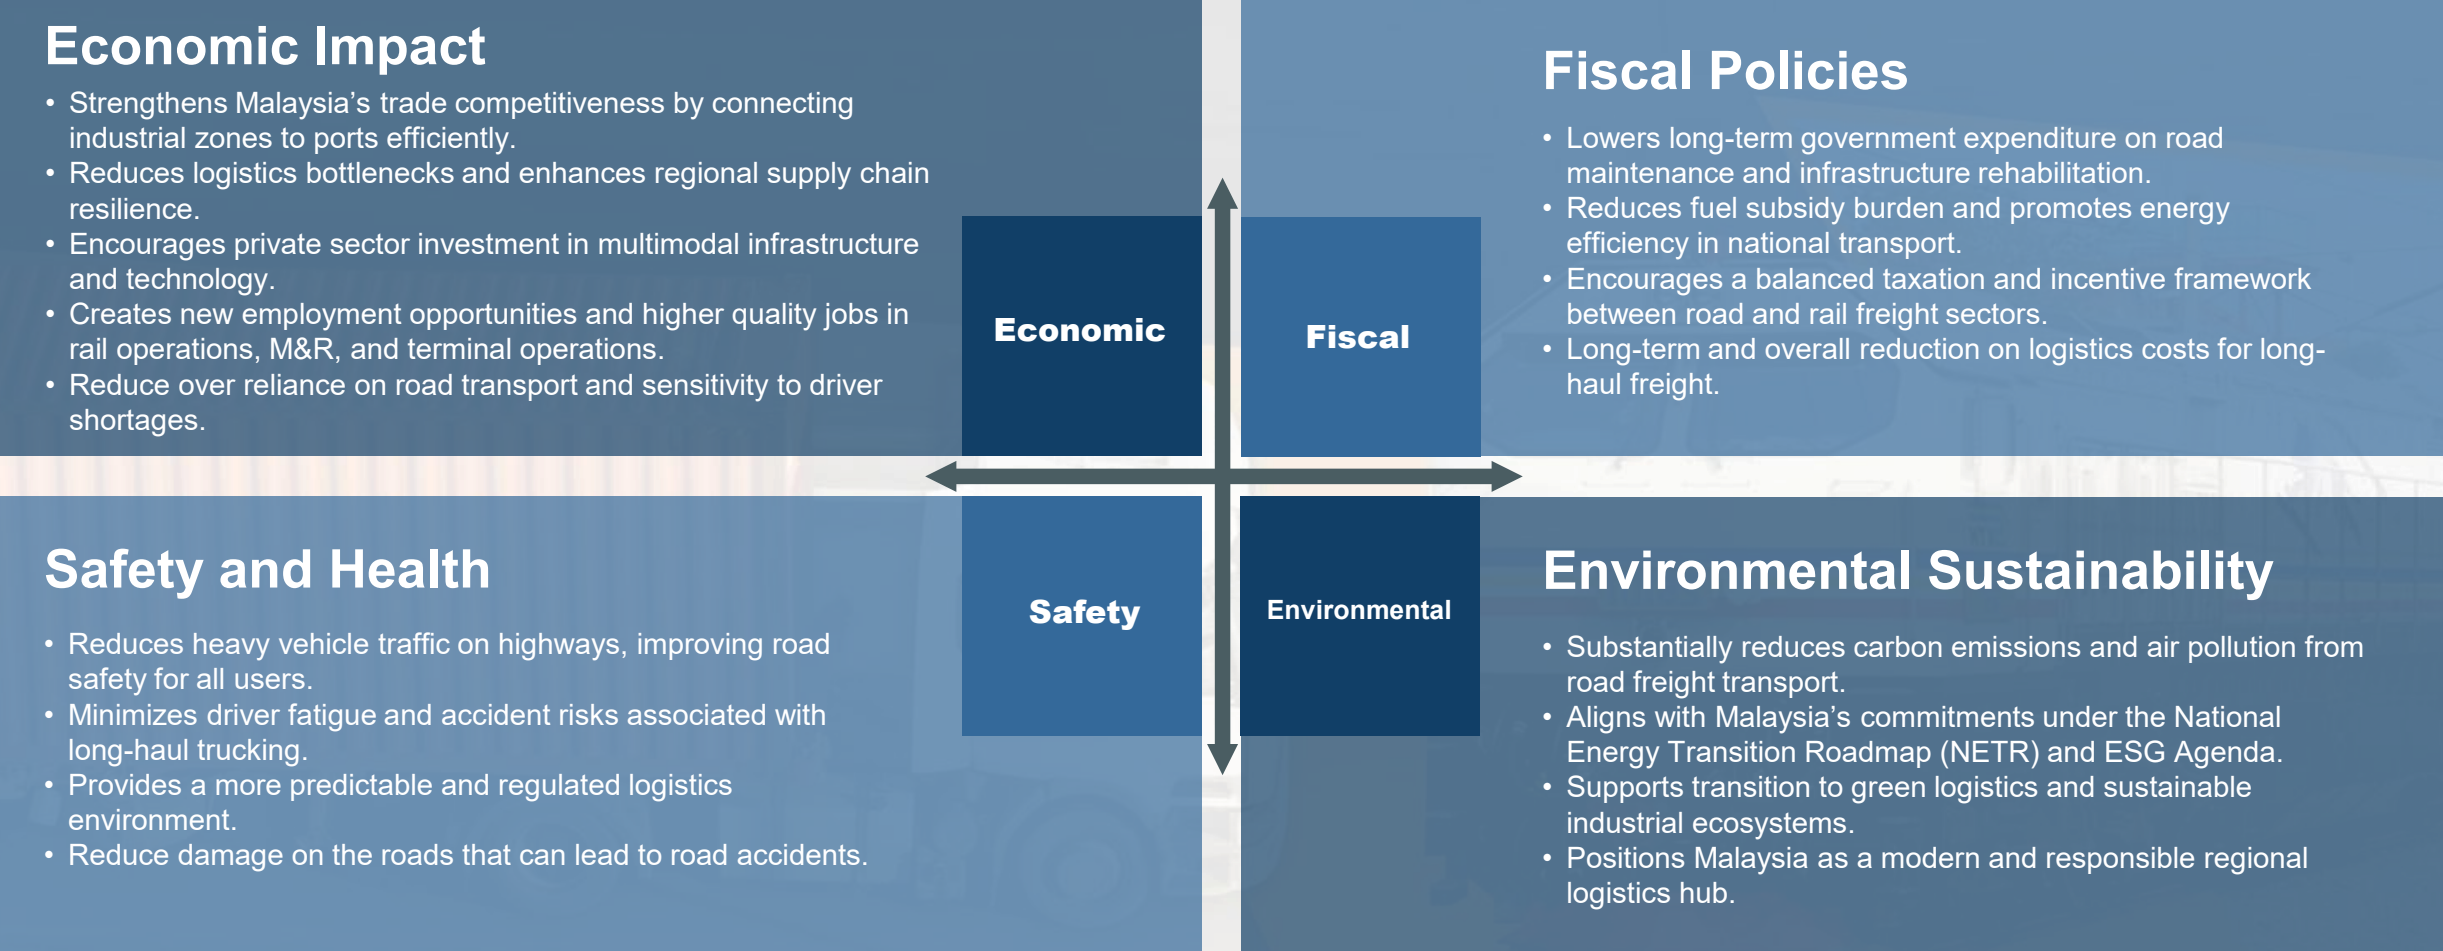 Economic Impact
• Strengthens Malaysia’s trade competitiveness by connecting
industrial zones to ports efficiently.
• Reduces logistics bottlenecks and enhances regional supply chain
resilience.
• Encourages private sector investment in multimodal infrastructure
and technology.
• Creates new employment opportunities and higher quality jobs in
rail operations, M&R, and terminal operations.
• Reduce over reliance on road transport and sensitivity to driver
shortages.
Fiscal Policies
• Lowers long-term government expenditure on road
maintenance and infrastructure rehabilitation.
• Reduces fuel subsidy burden and promotes energy
efficiency in national transport.
• Encourages a balanced taxation and incentive framework
between road and rail freight sectors.
• Long-term and overall reduction on logistics costs for long-
haul freight.
Economic
Fiscal
Safety
Environmental
Safety and Health
• Reduces heavy vehicle traffic on highways, improving road
safety for all users.
• Minimizes driver fatigue and accident risks associated with
long-haul trucking.
• Provides a more predictable and regulated logistics
environment.
• Reduce damage on the roads that can lead to road accidents.
Environmental Sustainability
• Substantially reduces carbon emissions and air pollution from
road freight transport.
• Aligns with Malaysia’s commitments under the National
Energy Transition Roadmap (NETR) and ESG Agenda.
• Supports transition to green logistics and sustainable
industrial ecosystems.
• Positions Malaysia as a modern and responsible regional
logistics hub.